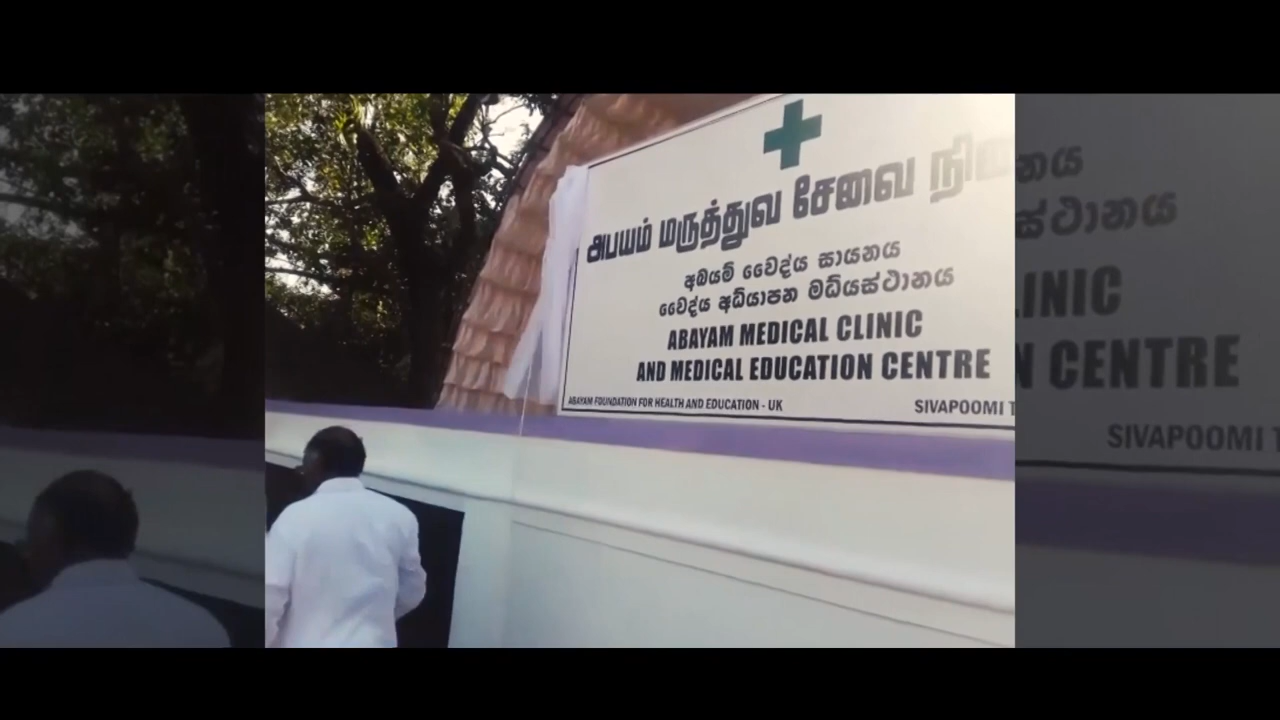 அபயம் மருத்துவ சேவை
අබයම් වෛද්ය සායනය
වෛද්ය අධ්යාපන මධ්යස්ථානය
ABAYAM MEDICAL CLINIC
AND MEDICAL EDUCATION CENTRE
ABAYAM FOUNDATION FOR HEALTH AND EDUCATION - UK
SIVAPOOMI